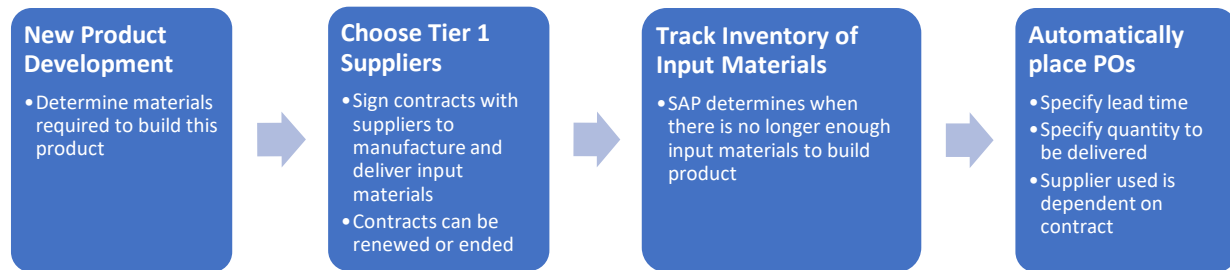 New Product
Development
•Determine materials
required to build this
product
Choose Tier 1
Suppliers
•Sign contracts with
suppliers to
manufacture and
deliver input
materials
•Contracts can be
renewed or ended
Track Inventory of
Input Materials
•SAP determines when
there is no longer enough
input materials to build
product
Automatically
place POs
•Specify lead time
•Specify quantity to
be delivered
•Supplier used is
dependent on
contract